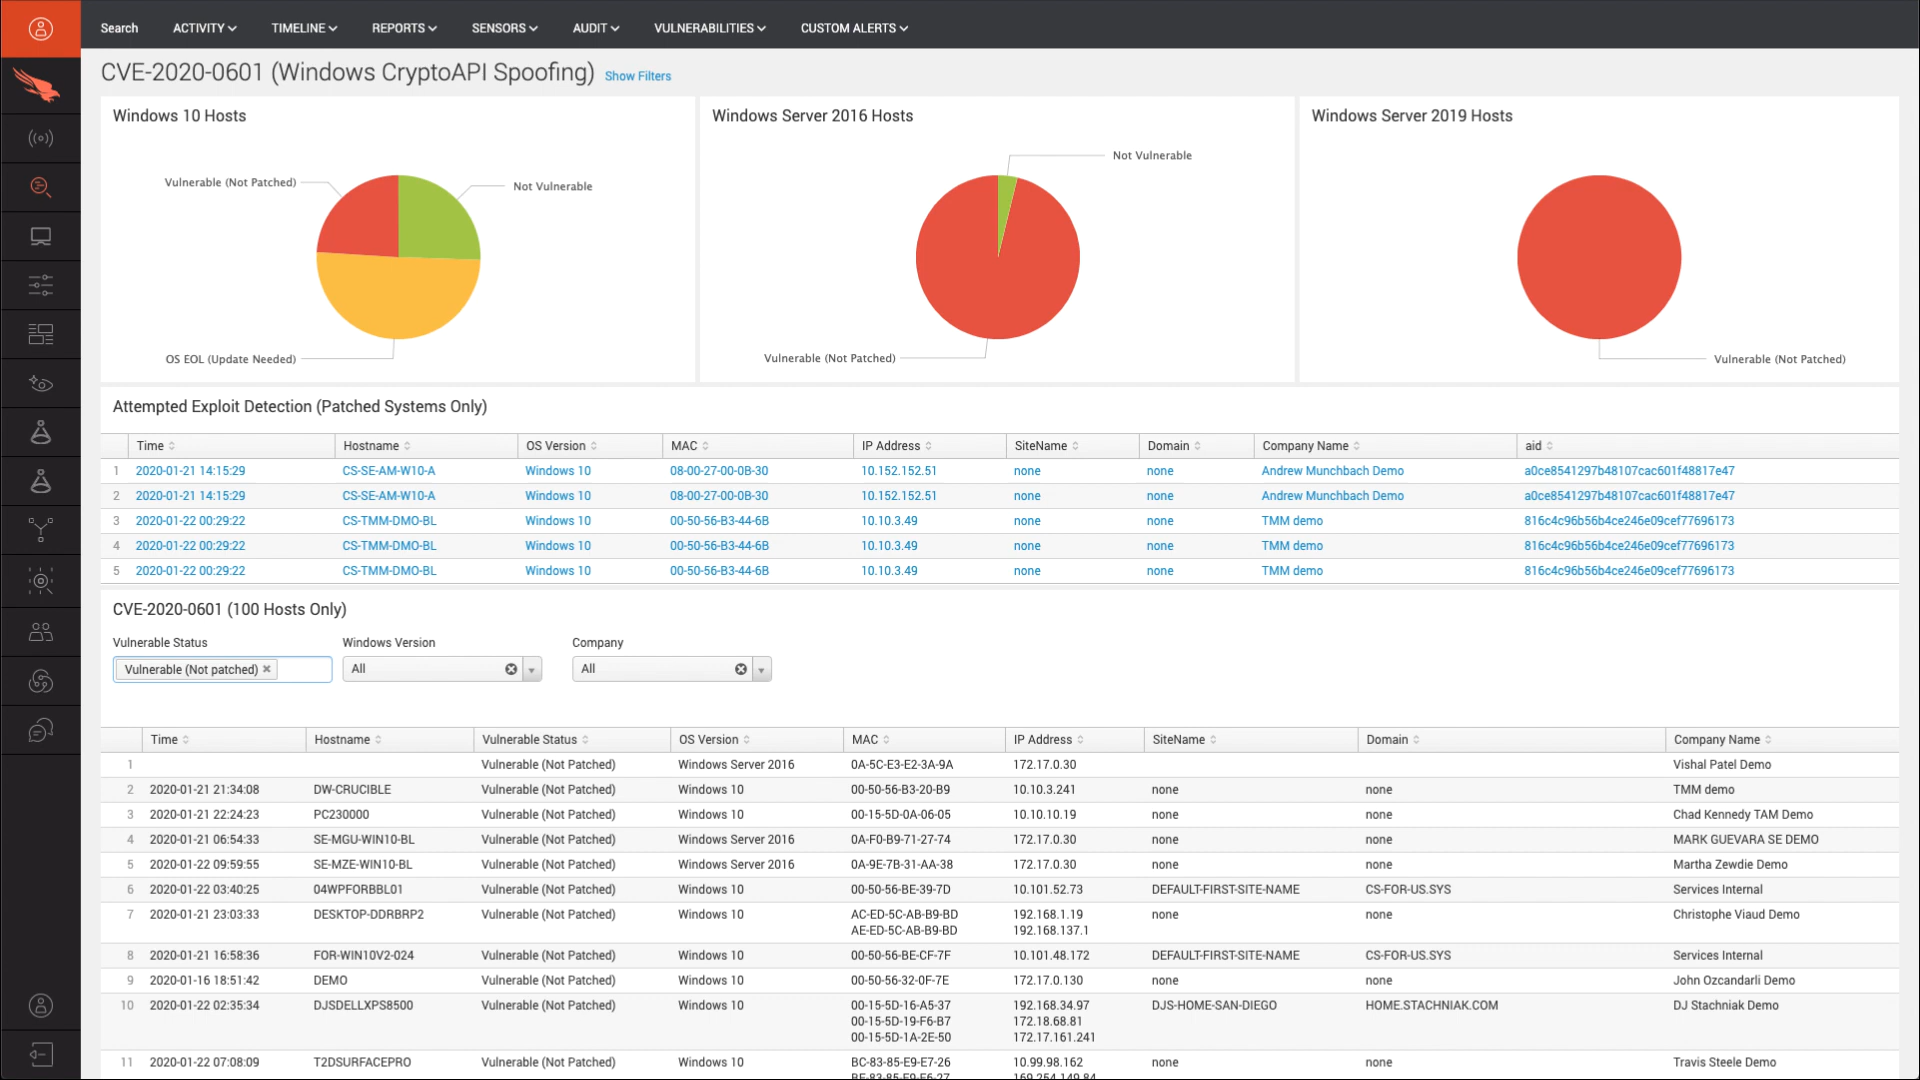 Search ACTIVITY TIMELINE REPORTS SENSORS AUDIT VULNERABILITIES CUSTOM ALERTS
CVE-2020-0601 (Windows CryptoAPI Spoofing) Show Filters
Windows 10 Hosts
Vulnerable (Not Patched)
Not Vulnerable
OS EOL (Update Needed)
Windows Server 2016 Hosts
Not Vulnerable
Vulnerable (Not Patched)
Windows Server 2019 Hosts
Vulnerable (Not Patched)
Attempted Exploit Detection (Patched Systems Only)
Time Hostname OS Version MAC IP Address SiteName Domain Company Name aid
1 2020-01-21 14:15:29 CS-SE-AM-W10-A Windows 10 08-00-27-00-0B-30 10.152.152.51 none none Andrew Munchbach Demo a0ce8541297b48107cac601f48817e47
2 2020-01-21 14:15:29 CS-SE-AM-W10-A Windows 10 08-00-27-00-0B-30 10.152.152.51 none none Andrew Munchbach Demo a0ce8541297b48107cac601f48817e47
3 2020-01-22 00:29:22 CS-TMM-DMO-BL Windows 10 00-50-56-B3-44-6B 10.10.3.49 none none TMM demo 816c4c96b56b4ce246e09cef77696173
4 2020-01-22 00:29:22 CS-TMM-DMO-BL Windows 10 00-50-56-B3-44-6B 10.10.3.49 none none TMM demo 816c4c96b56b4ce246e09cef77696173
5 2020-01-22 00:29:22 CS-TMM-DMO-BL Windows 10 00-50-56-B3-44-6B 10.10.3.49 none none TMM demo 816c4c96b56b4ce246e09cef77696173
CVE-2020-0601 (100 Hosts Only)
Vulnerable Status Windows Version Company
Vulnerable (Not patched) All All
Time Hostname Vulnerable Status OS Version MAC IP Address SiteName Domain Company Name
1 Vulnerable (Not Patched) Windows Server 2016 0A-5C-E3-E2-3A-9A 172.17.0.30 Vishal Patel Demo
2 2020-01-21 21:34:08 DW-CRUCIBLE Vulnerable (Not Patched) Windows 10 00-50-56-B3-20-B9 10.10.3.241 none none TMM demo
3 2020-01-21 22:24:23 PC230000 Vulnerable (Not Patched) Windows 10 00-15-5D-0A-06-05 10.10.10.19 none none Chad Kennedy TAM Demo
4 2020-01-21 06:54:33 SE-MGU-WIN10-BL Vulnerable (Not Patched) Windows Server 2016 0A-F0-B9-71-27-74 172.17.0.30 none none MARK GUEVARA SE DEMO
5 2020-01-22 09:59:55 SE-MZE-WIN10-BL Vulnerable (Not Patched) Windows Server 2016 0A-9E-7B-31-AA-38 172.17.0.30 none none Martha Zewdie Demo
6 2020-01-22 03:40:25 04WPFORBBL01 Vulnerable (Not Patched) Windows 10 00-50-56-BE-39-7D 10.101.52.73 DEFAULT-FIRST-SITE-NAME CS-FOR-US.SYS Services Internal
7 2020-01-21 23:03:33 DESKTOP-DDRBRP2 Vulnerable (Not Patched) Windows 10 AC-ED-5C-AB-B9-BD 192.168.1.19 none none Christophe Viaud Demo
AE-ED-5C-AB-B9-BD 192.168.137.1
8 2020-01-21 16:58:36 FOR-WIN10V2-024 Vulnerable (Not Patched) Windows 10 00-50-56-BE-CF-7F 10.101.48.172 DEFAULT-FIRST-SITE-NAME CS-FOR-US.SYS Services Internal
9 2020-01-16 18:51:42 DEMO Vulnerable (Not Patched) Windows 10 00-50-56-32-0F-7E 172.17.0.130 none none John Ozcandarli Demo
10 2020-01-22 02:35:34 DJSDELLXPS8500 Vulnerable (Not Patched) Windows 10 00-15-5D-16-A5-37 192.168.34.97 DJS-HOME-SAN-DIEGO HOME.STACHNIAK.COM DJ Stachniak Demo
00-15-5D-19-F6-B7 172.18.68.81
00-15-5D-1A-2E-50 172.17.161.241
11 2020-01-22 07:08:09 T2DSURFACEPRO Vulnerable (Not Patched) Windows 10 BC-83-85-E9-E7-26 10.99.98.162 none none Travis Steele Demo